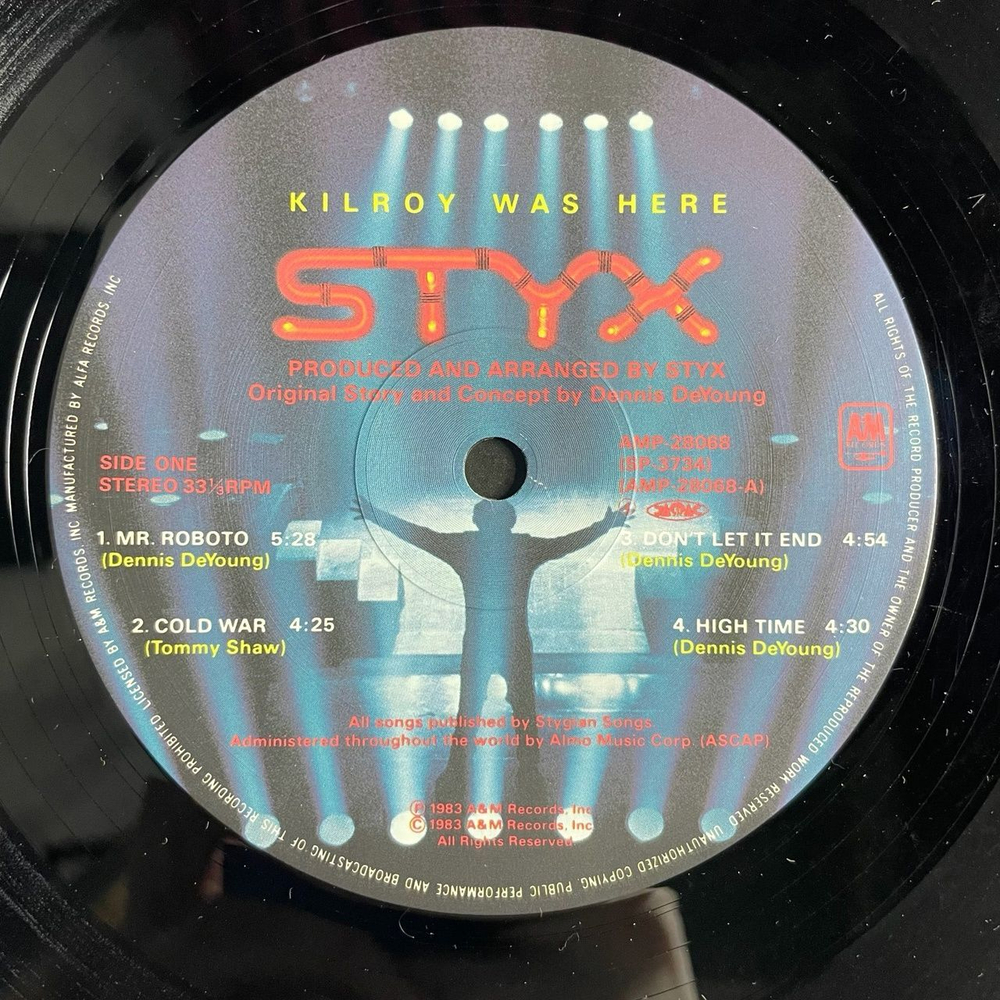 KILROY WAS HERE
STYX
PRODUCED AND ARRANGED BY STYX
Original Story and Concept by Dennis DeYoung
SIDE ONE
STEREO 33⅓RPM
AMP-28068
(SP-3734)
(AMP-28068-A)
AM
1. MR. ROBOTO 5:28
(Dennis DeYoung)
2. COLD WAR 4:25
(Tommy Shaw)
3. DON'T LET IT END 4:54
(Dennis DeYoung)
4. HIGH TIME 4:30
(Dennis DeYoung)
All songs published by Stygian Songs.
Administered throughout the world by Almo Music Corp. (ASCAP)
Ⓟ 1983 A&M Records, Inc
© 1983 A&M Records, Inc
All Rights Reserved
ALL RIGHTS OF THE RECORD PRODUCER AND THE OWNER OF THE REPRODUCED WORK RESERVED UNAUTHORIZED COPYING, PUBLIC PERFORMANCE AND BROADCASTING OF THIS RECORDING PROHIBITED LICENSED BY A&M RECORDS, INC MANUFACTURED BY ALFA RECORDS, INC